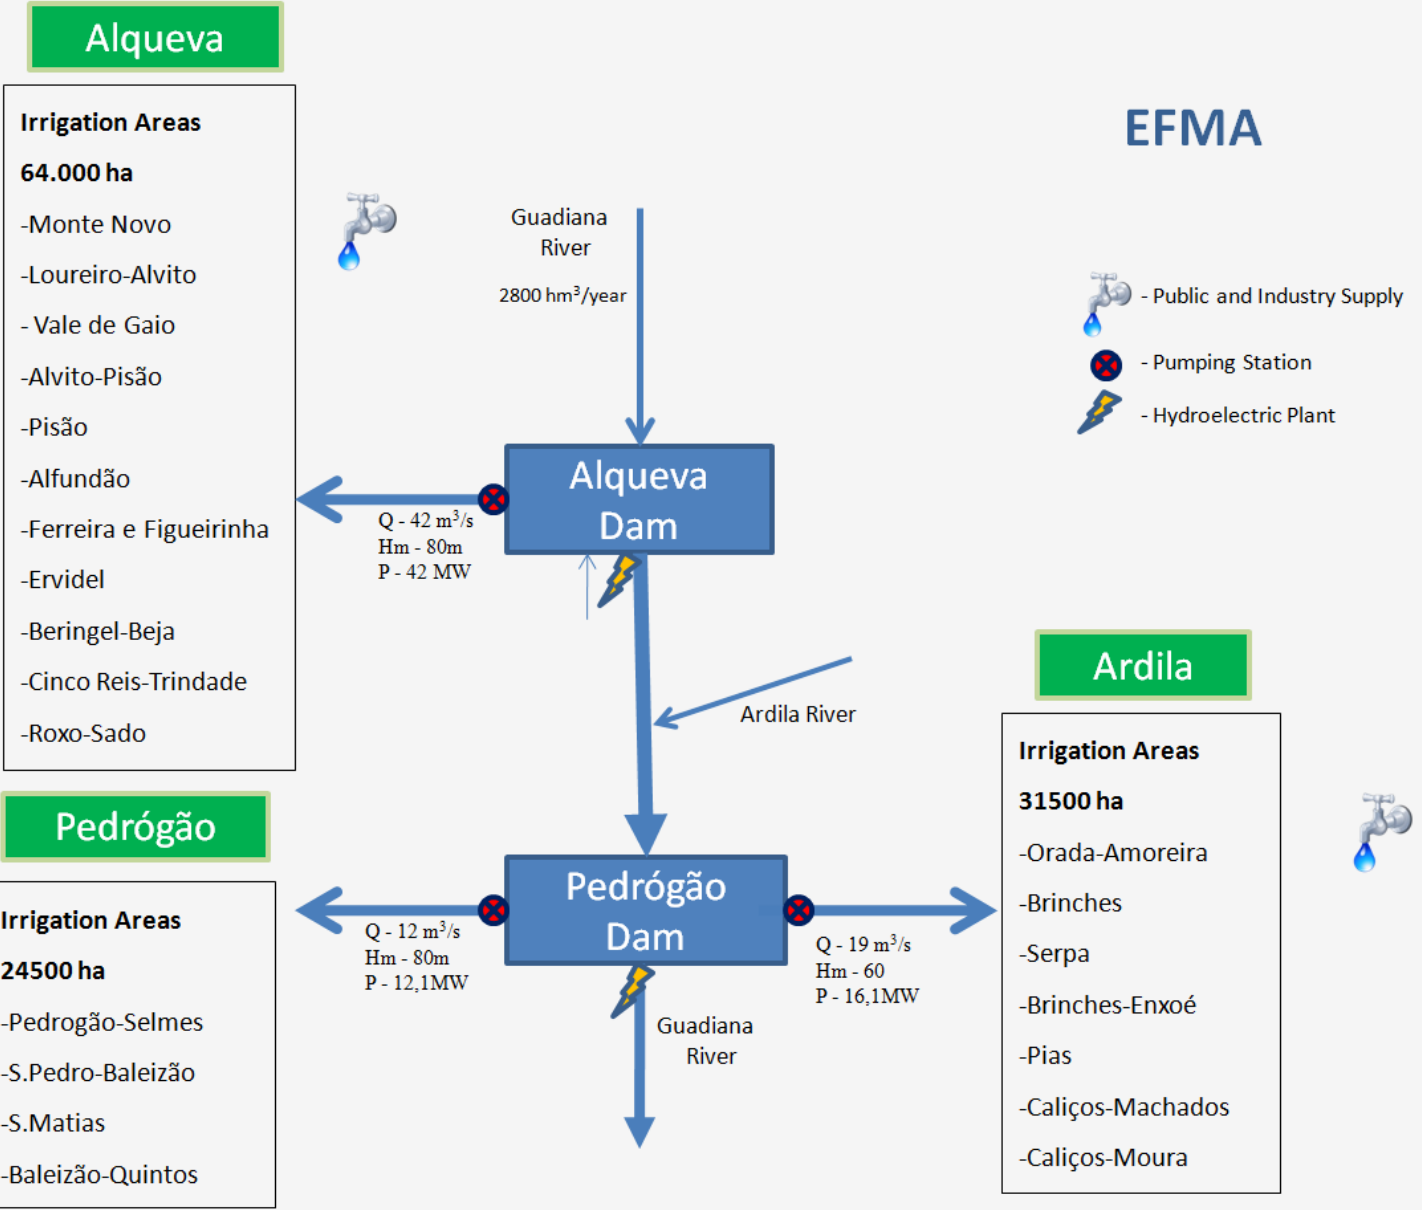 Alqueva
Irrigation Areas
64.000 ha
-Monte Novo
-Loureiro-Alvito
- Vale de Gaio
-Alvito-Pisão
-Pisão
-Alfundão
-Ferreira e Figueirinha
-Ervidel
-Beringel-Beja
-Cinco Reis-Trindade
-Roxo-Sado
EFMA
Guadiana
River
2800 hm³/year
- Public and Industry Supply
- Pumping Station
- Hydroelectric Plant
Alqueva
Dam
Q - 42 m³/s
Hm - 80m
P - 42 MW
Ardila River
Ardila
Irrigation Areas
31500 ha
-Orada-Amoreira
-Brinches
-Serpa
-Brinches-Enxoé
-Pias
-Caliços-Machados
-Caliços-Moura
Pedrógão
Irrigation Areas
24500 ha
-Pedrogão-Selmes
-S.Pedro-Baleizão
-S.Matias
-Baleizão-Quintos
Pedrógão
Dam
Q - 12 m³/s
Hm - 80m
P - 12,1MW
Q - 19 m³/s
Hm - 60
P - 16,1MW
Guadiana
River